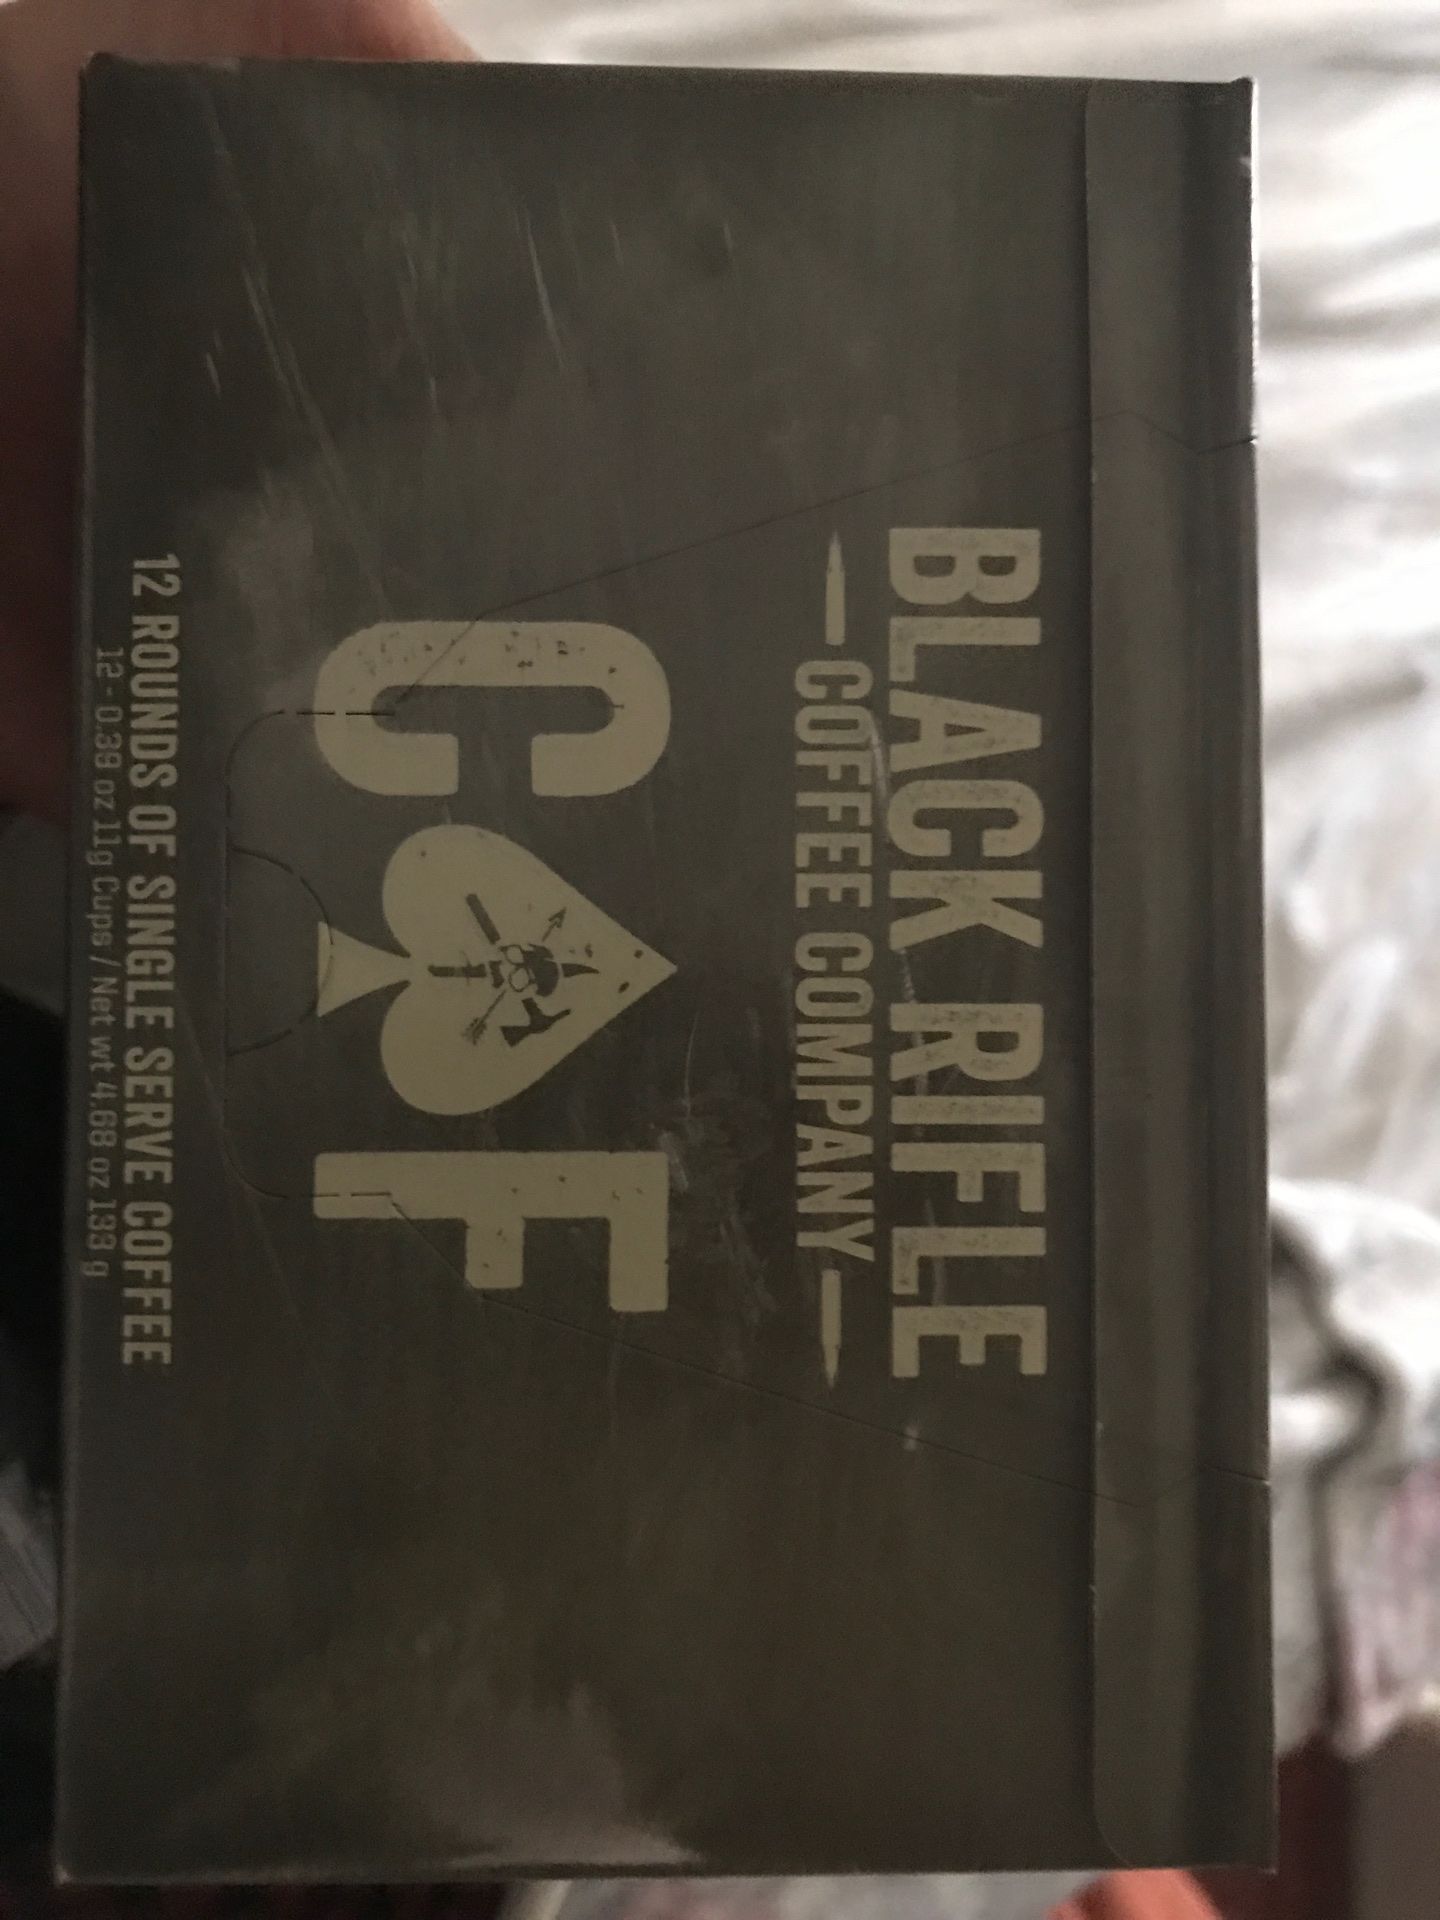 BLACK RIFLE
COFFEE COMPANY
C♠F
12 ROUNDS OF SINGLE SERVE COFFEE
12 - 0.39 oz 11g Cups / Net wt 4.68 oz 133 g